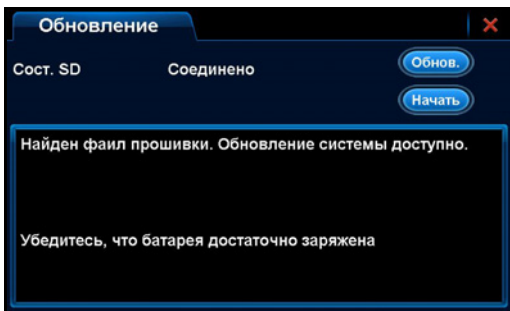 Обновление
Сост. SD Соединено Обнов.
Начать
Найден фаил прошивки. Обновление системы доступно.
Убедитесь, что батарея достаточно заряжена